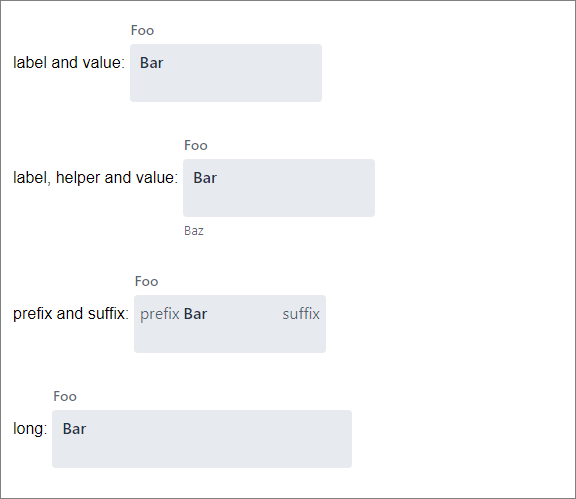 Foo
label and value: Bar
Foo
label, helper and value: Bar
Baz
Foo
prefix and suffix: prefix Bar suffix
Foo
long: Bar